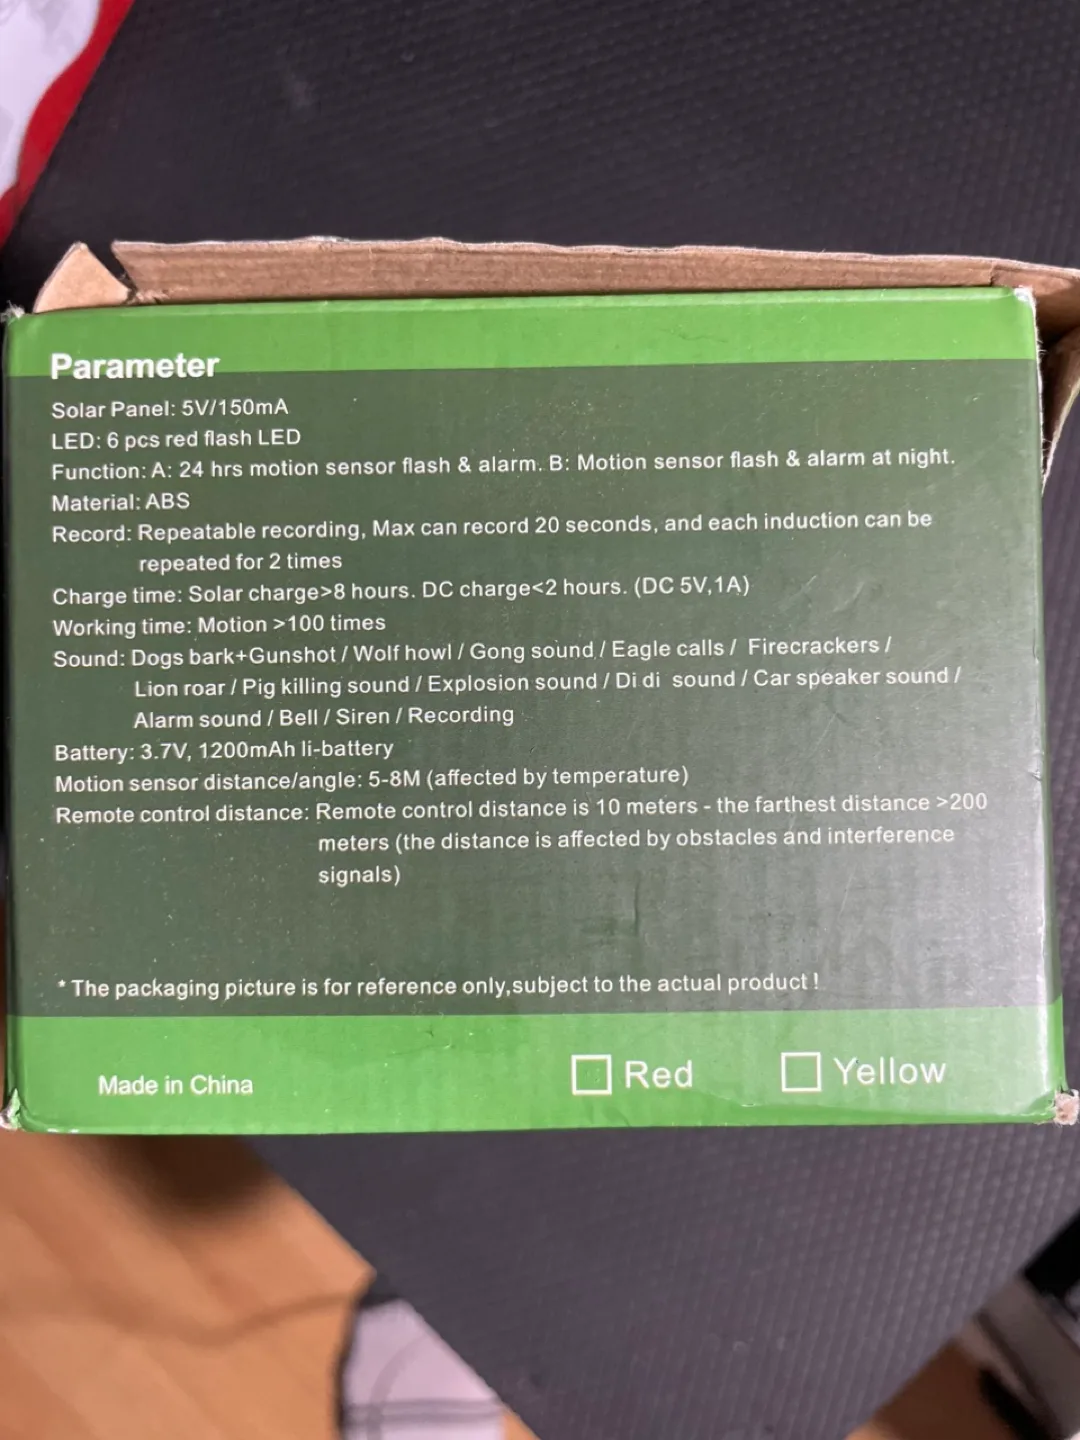 Parameter
Solar Panel: 5V/150mA
LED: 6 pcs red flash LED
Function: A: 24 hrs motion sensor flash & alarm. B: Motion sensor flash & alarm at night.
Material: ABS
Record: Repeatable recording, Max can record 20 seconds, and each induction can be
repeated for 2 times
Charge time: Solar charge>8 hours. DC charge<2 hours. (DC 5V,1A)
Working time: Motion >100 times
Sound: Dogs bark+Gunshot / Wolf howl / Gong sound / Eagle calls / Firecrackers /
Lion roar / Pig killing sound / Explosion sound / Di di sound / Car speaker sound /
Alarm sound / Bell / Siren / Recording
Battery: 3.7V, 1200mAh li-battery
Motion sensor distance/angle: 5-8M (affected by temperature)
Remote control distance: Remote control distance is 10 meters - the farthest distance >200
meters (the distance is affected by obstacles and interference
signals)
* The packaging picture is for reference only,subject to the actual product !
Made in China
Red
Yellow